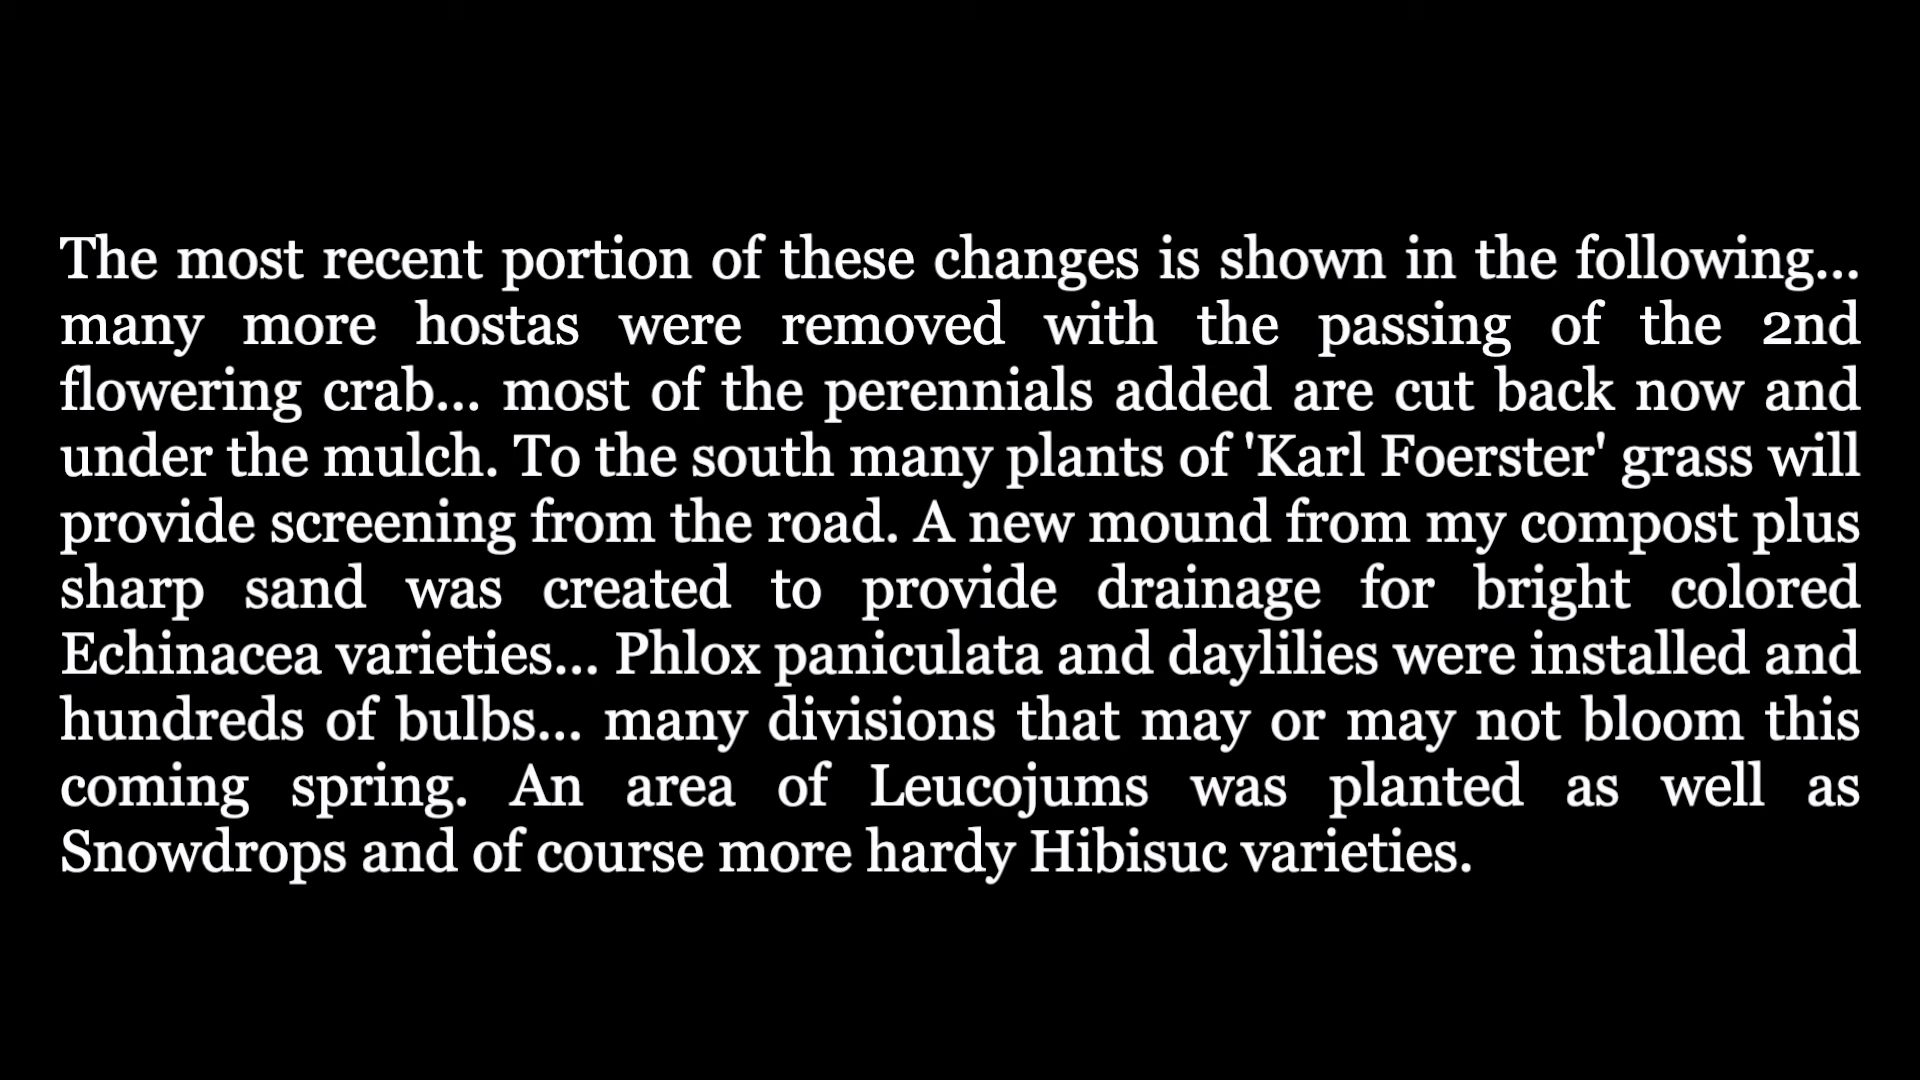 The most recent portion of these changes is shown in the following...
many more hostas were removed with the passing of the 2nd
flowering crab... most of the perennials added are cut back now and
under the mulch. To the south many plants of 'Karl Foerster' grass will
provide screening from the road. A new mound from my compost plus
sharp sand was created to provide drainage for bright colored
Echinacea varieties... Phlox paniculata and daylilies were installed and
hundreds of bulbs... many divisions that may or may not bloom this
coming spring. An area of Leucojums was planted as well as
Snowdrops and of course more hardy Hibisuc varieties.